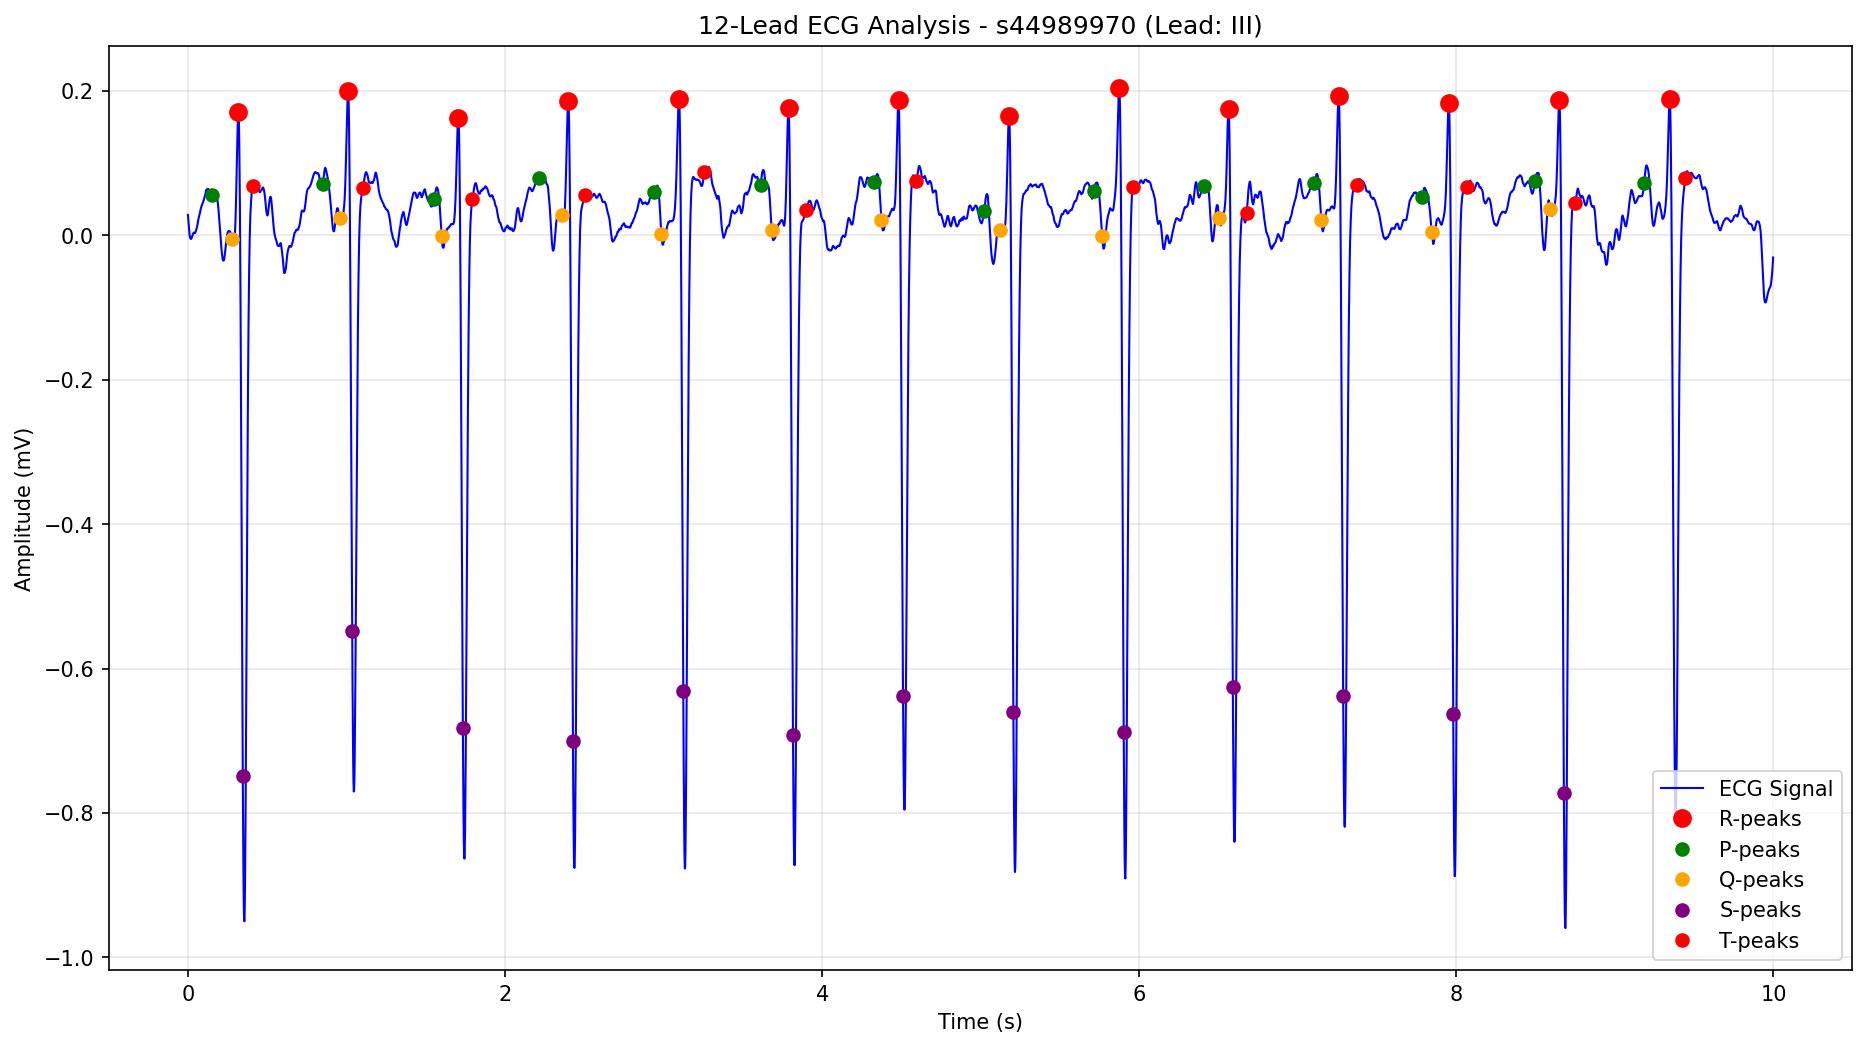 12-Lead ECG Analysis - s44989970 (Lead: III)
0.2
0.0
−0.2
−0.4
−0.6
−0.8
−1.0
Amplitude (mV)
0 2 4 6 8 10
Time (s)
ECG Signal
R-peaks
P-peaks
Q-peaks
S-peaks
T-peaks